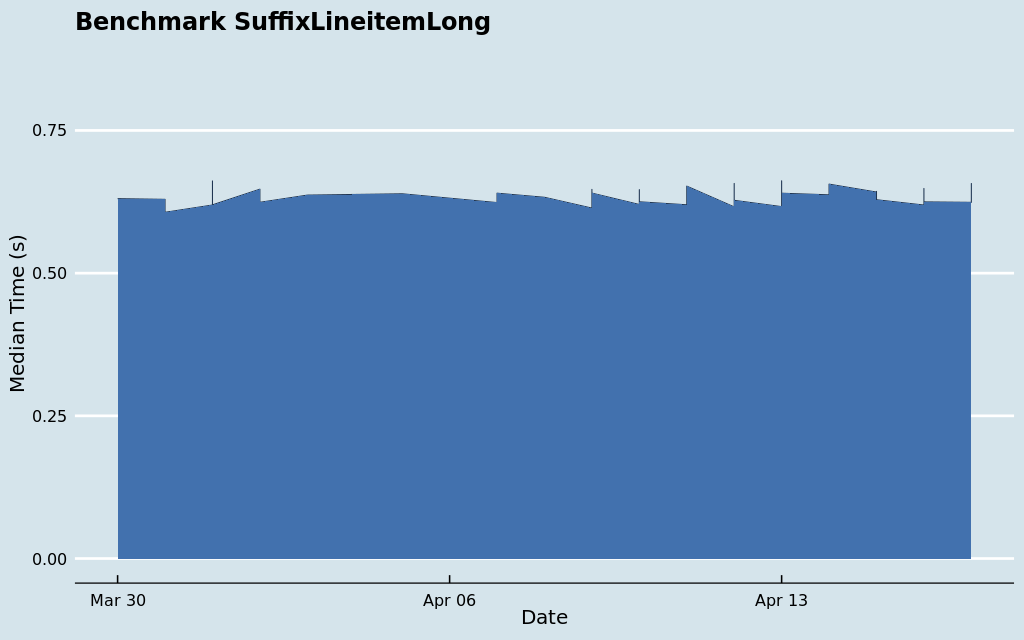 Benchmark SuffixLineitemLong
0.75
0.50
0.25
0.00
Median Time (s)
Mar 30
Apr 06
Apr 13
Date